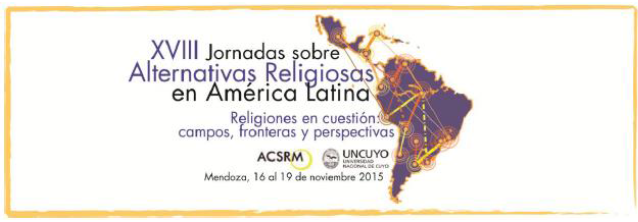 XVIII Jornadas sobre
Alternativas Religiosas
en América Latina
Religiones en cuestión:
campos, fronteras y perspectivas
ACSRM UNCUYO
UNIVERSIDAD
NACIONAL DE CUYO
Mendoza, 16 al 19 de noviembre 2015